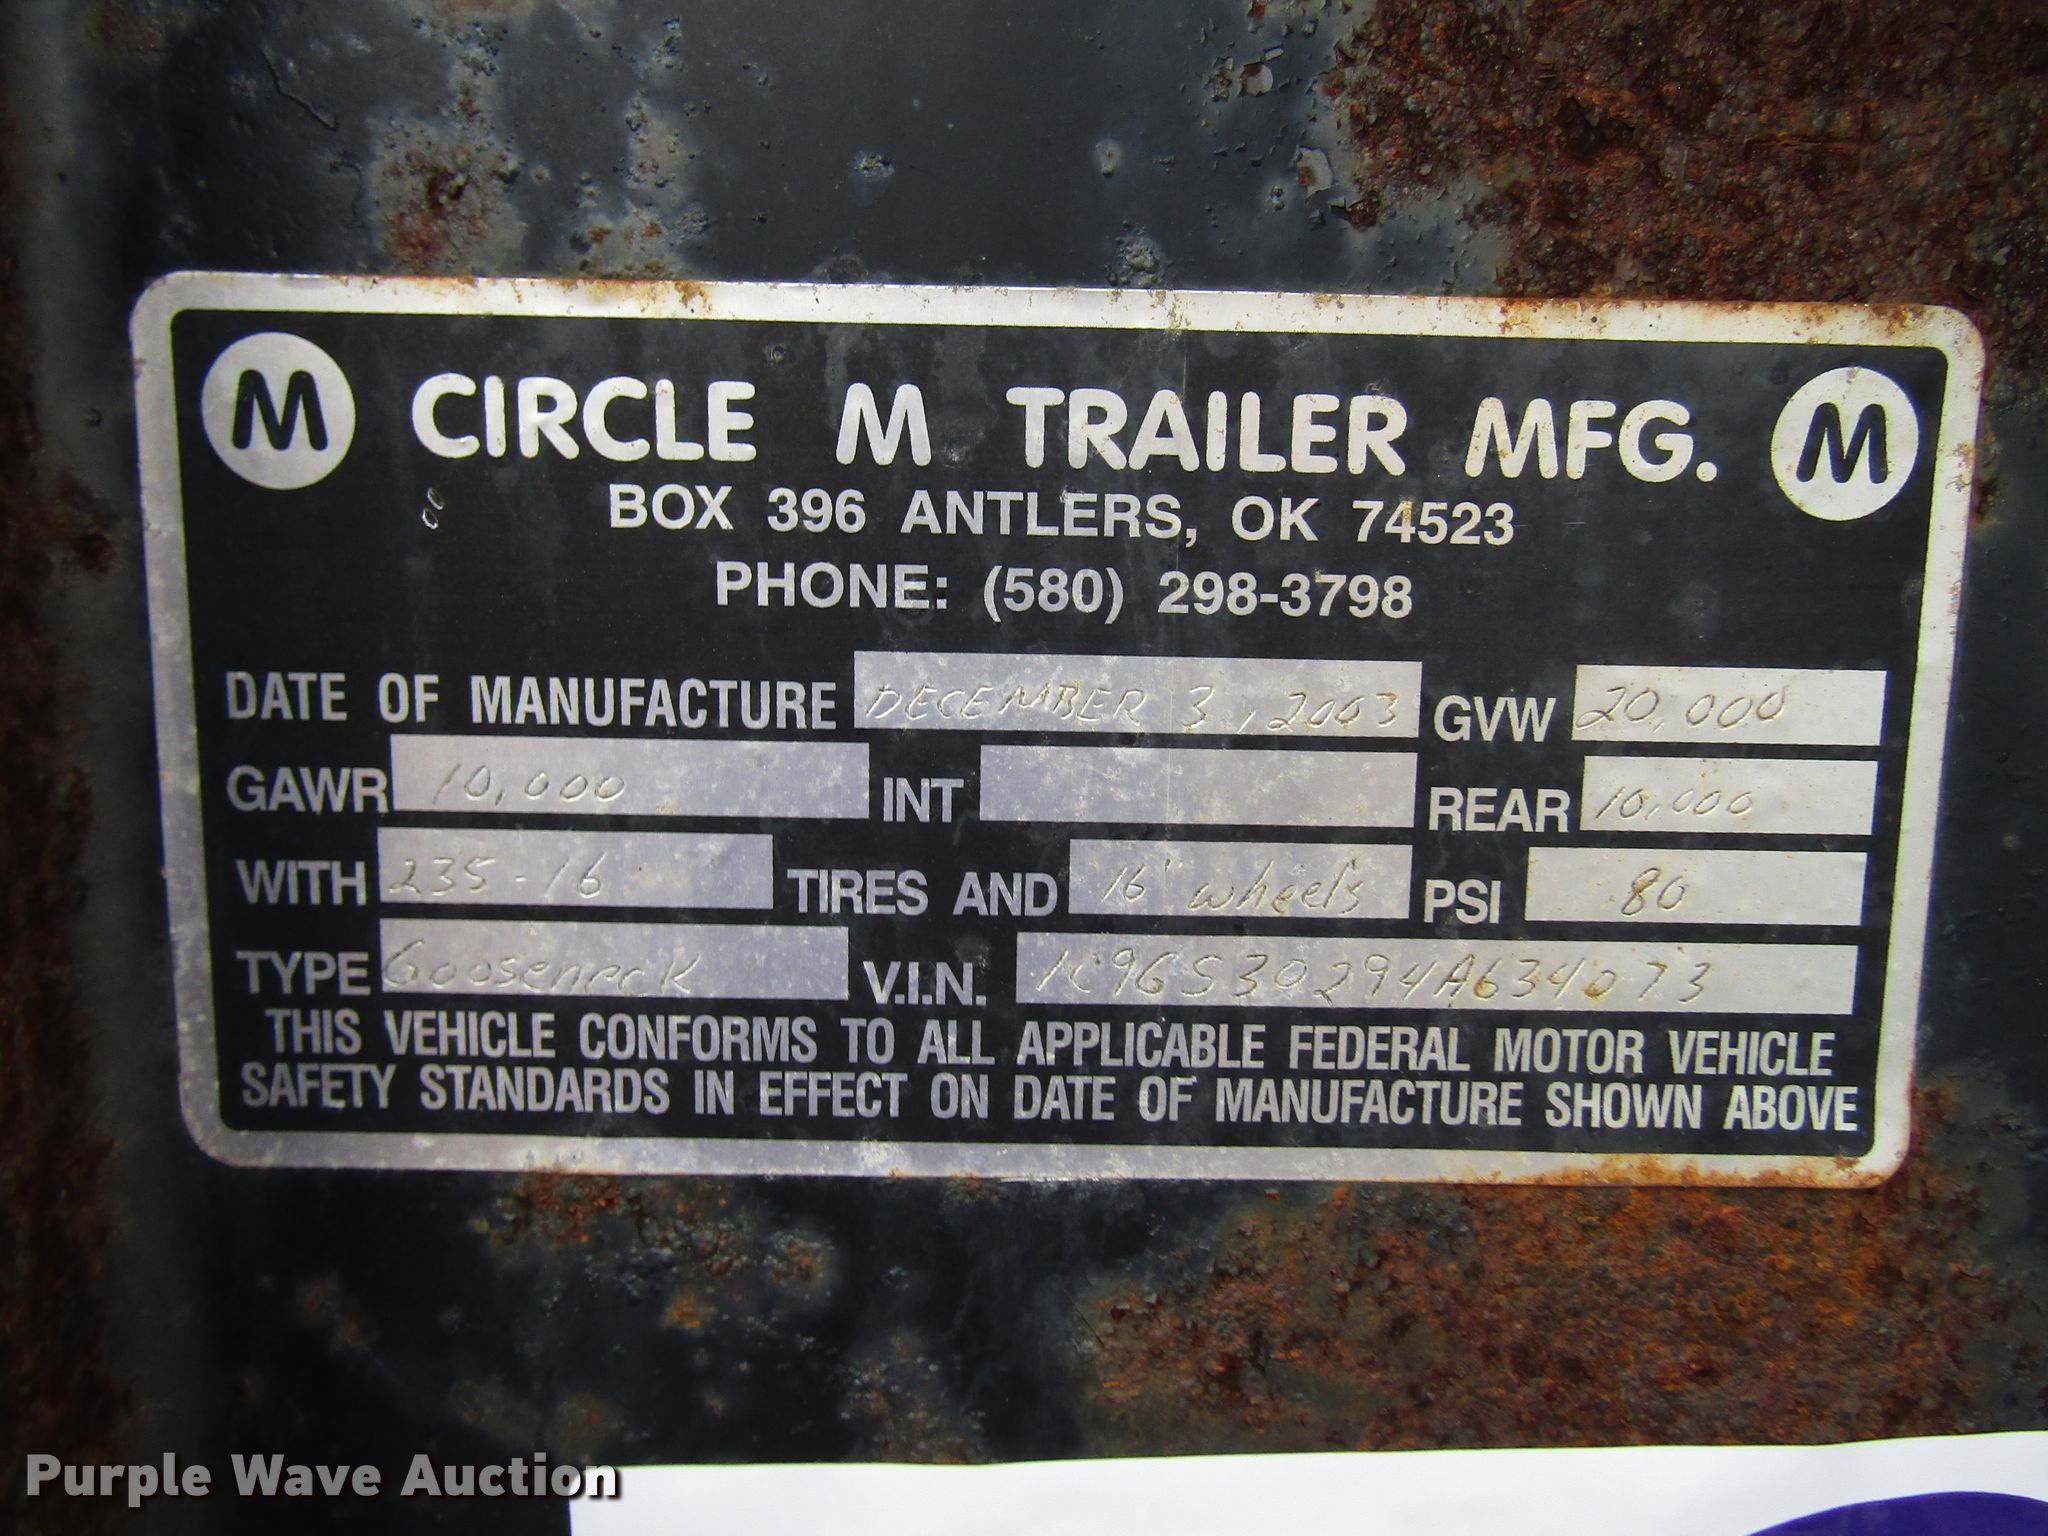 M CIRCLE M TRAILER MFG. M
BOX 396 ANTLERS, OK 74523
PHONE: (580) 298-3798
DATE OF MANUFACTURE DECEMBER 3, 2003 GVW 20,000
GAWR 10,000 INT REAR 10,000
WITH 235-16 TIRES AND 16" wheels PSI 80
TYPE Gooseneck V.I.N. 1C9GS30294A634073
THIS VEHICLE CONFORMS TO ALL APPLICABLE FEDERAL MOTOR VEHICLE
SAFETY STANDARDS IN EFFECT ON DATE OF MANUFACTURE SHOWN ABOVE
Purple Wave Auction